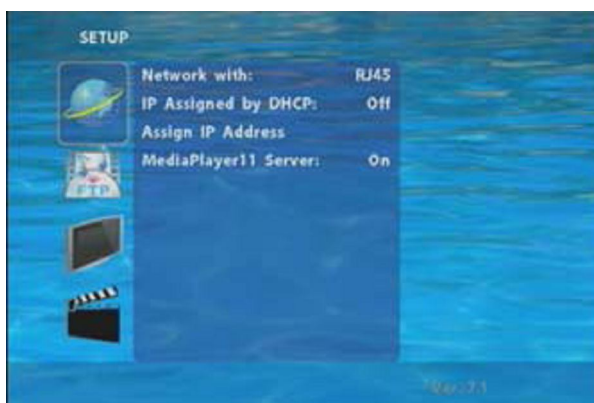 SETUP
Network with: RJ45
IP Assigned by DHCP: Off
Assign IP Address
MediaPlayer11 Server: On
FTP